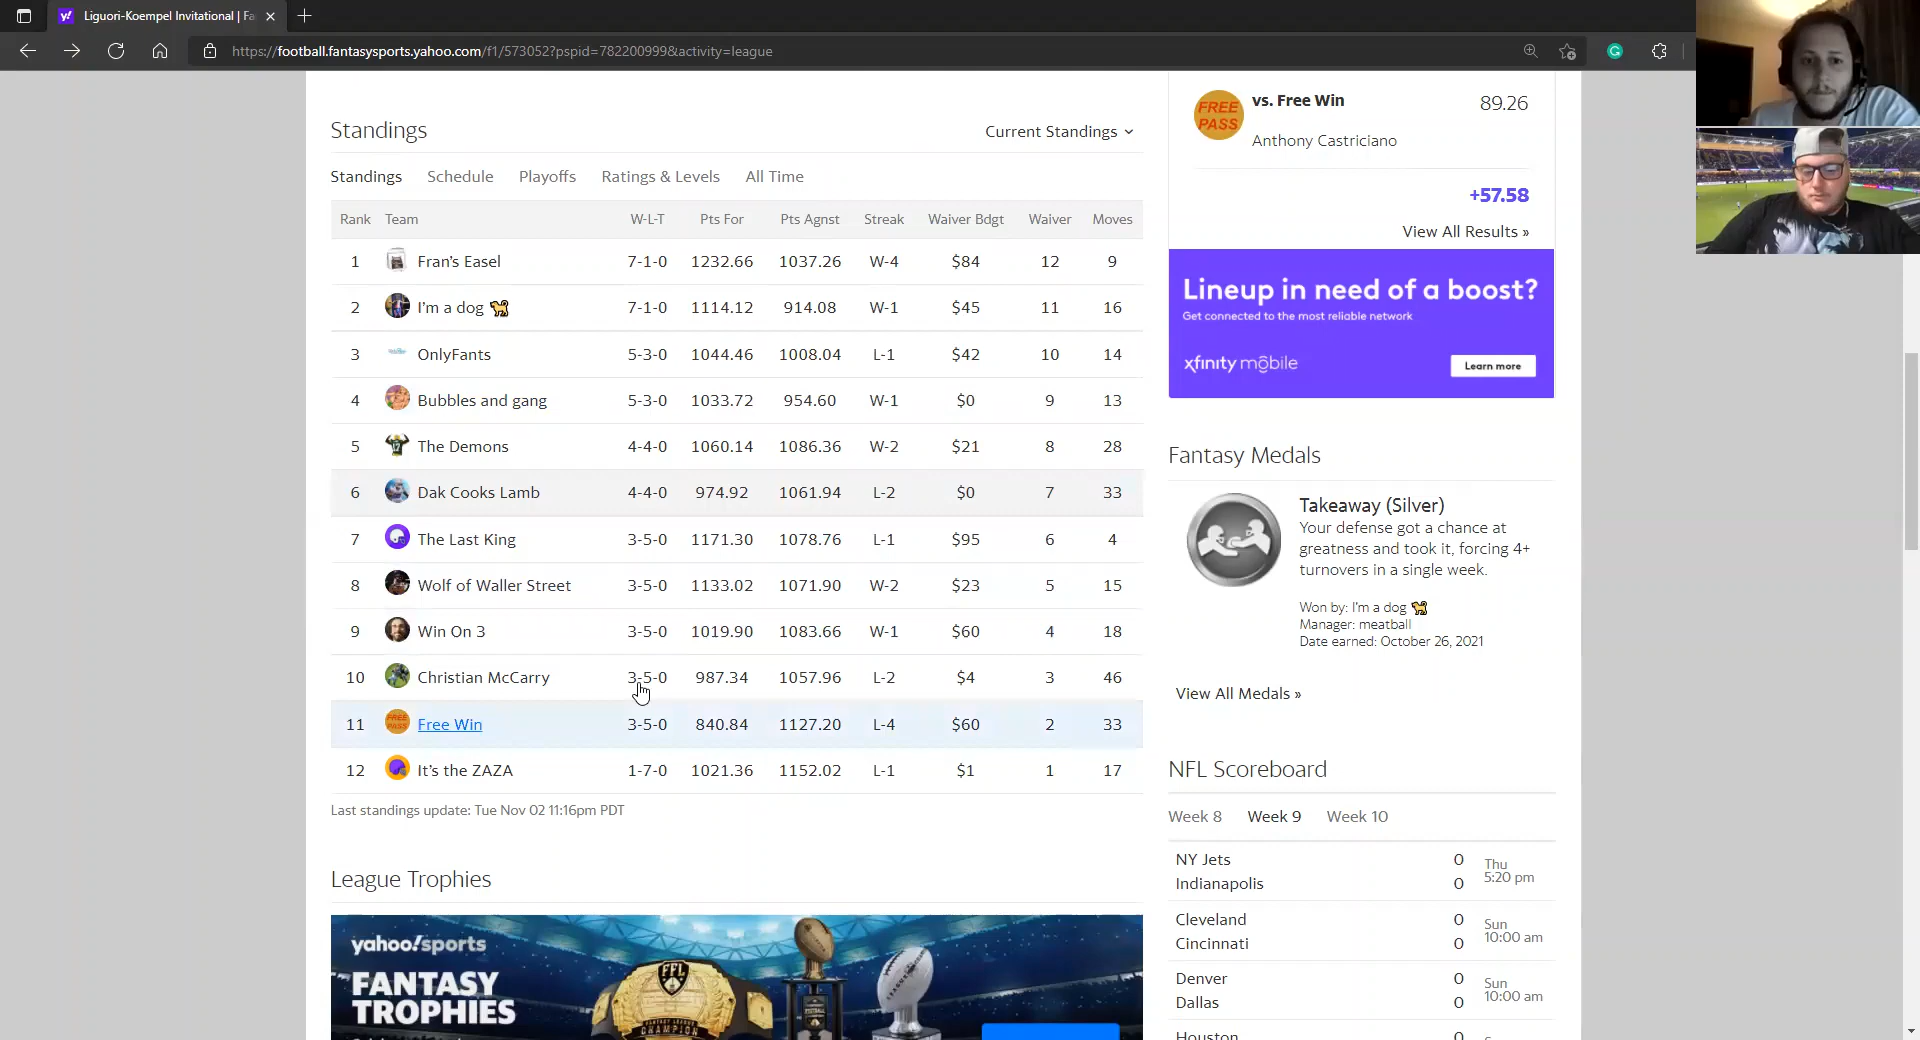 Liguori-Koempel Invitational | Fa
https://football.fantasysports.yahoo.com/f1/573052?pspid=782200999&activity=league
Standings
Current Standings
Standings Schedule Playoffs Ratings & Levels All Time
Rank Team W-L-T Pts For Pts Agnst Streak Waiver Bdgt Waiver Moves
1 Fran's Easel 7-1-0 1232.66 1037.26 W-4 $84 12 9
2 I'm a dog 🐕 7-1-0 1114.12 914.08 W-1 $45 11 16
3 OnlyFants 5-3-0 1044.46 1008.04 L-1 $42 10 14
4 Bubbles and gang 5-3-0 1033.72 954.60 W-1 $0 9 13
5 The Demons 4-4-0 1060.14 1086.36 W-2 $21 8 28
6 Dak Cooks Lamb 4-4-0 974.92 1061.94 L-2 $0 7 33
7 The Last King 3-5-0 1171.30 1078.76 L-1 $95 6 4
8 Wolf of Waller Street 3-5-0 1133.02 1071.90 W-2 $23 5 15
9 Win On 3 3-5-0 1019.90 1083.66 W-1 $60 4 18
10 Christian McCarry 3-5-0 987.34 1057.96 L-2 $4 3 46
11 FREE PASS Free Win 3-5-0 840.84 1127.20 L-4 $60 2 33
12 It's the ZAZA 1-7-0 1021.36 1152.02 L-1 $1 1 17
Last standings update: Tue Nov 02 11:16pm PDT
League Trophies
yahoo!sports
FANTASY
TROPHIES
FFL
CHAMPION
FREE
PASS
vs. Free Win 89.26
Anthony Castriciano
+57.58
View All Results »
Lineup in need of a boost?
Get connected to the most reliable network
xfinity mobile
Learn more
Fantasy Medals
Takeaway (Silver)
Your defense got a chance at
greatness and took it, forcing 4+
turnovers in a single week.
Won by: I'm a dog 🐕
Manager: meatball
Date earned: October 26, 2021
View All Medals »
NFL Scoreboard
Week 8 Week 9 Week 10
NY Jets 0
Indianapolis 0
Thu
5:20 pm
Cleveland 0
Cincinnati 0
Sun
10:00 am
Denver 0
Dallas 0
Sun
10:00 am
Houston 0